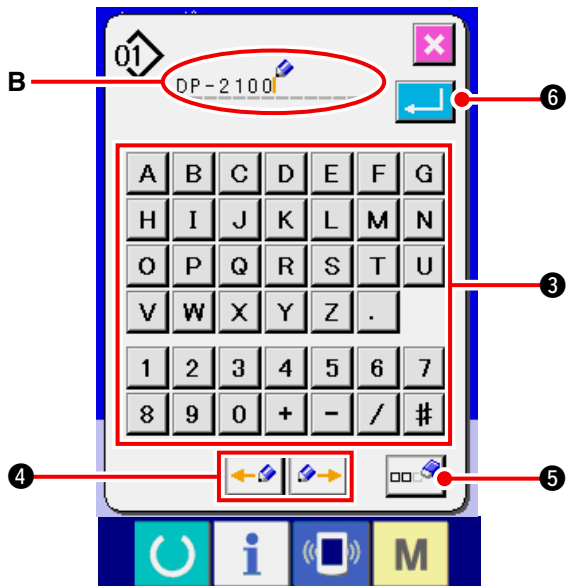 01
B
DP-2100
❻
A B C D E F G
H I J K L M N
O P Q R S T U
❸
V W X Y Z .
1 2 3 4 5 6 7
8 9 0 + - / #
❹
❺
i M